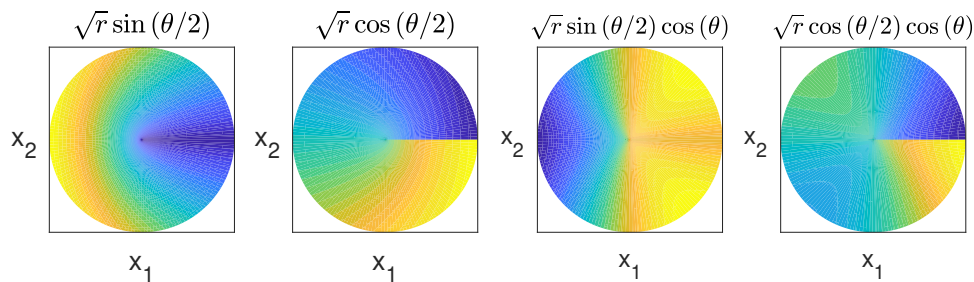 √r sin (θ/2)
√r cos (θ/2)
√r sin (θ/2) cos (θ)
√r cos (θ/2) cos (θ)
x₂
x₂
x₂
x₂
x₁
x₁
x₁
x₁